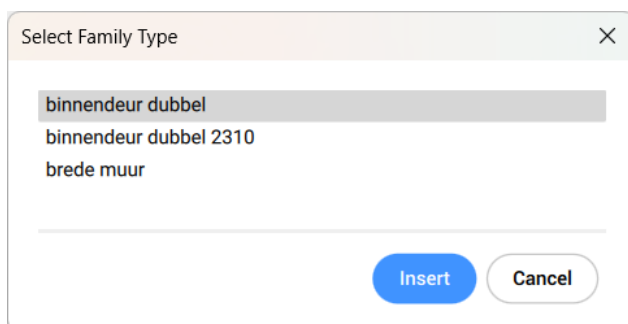 Select Family Type
binnendeur dubbel
binnendeur dubbel 2310
brede muur
Insert Cancel